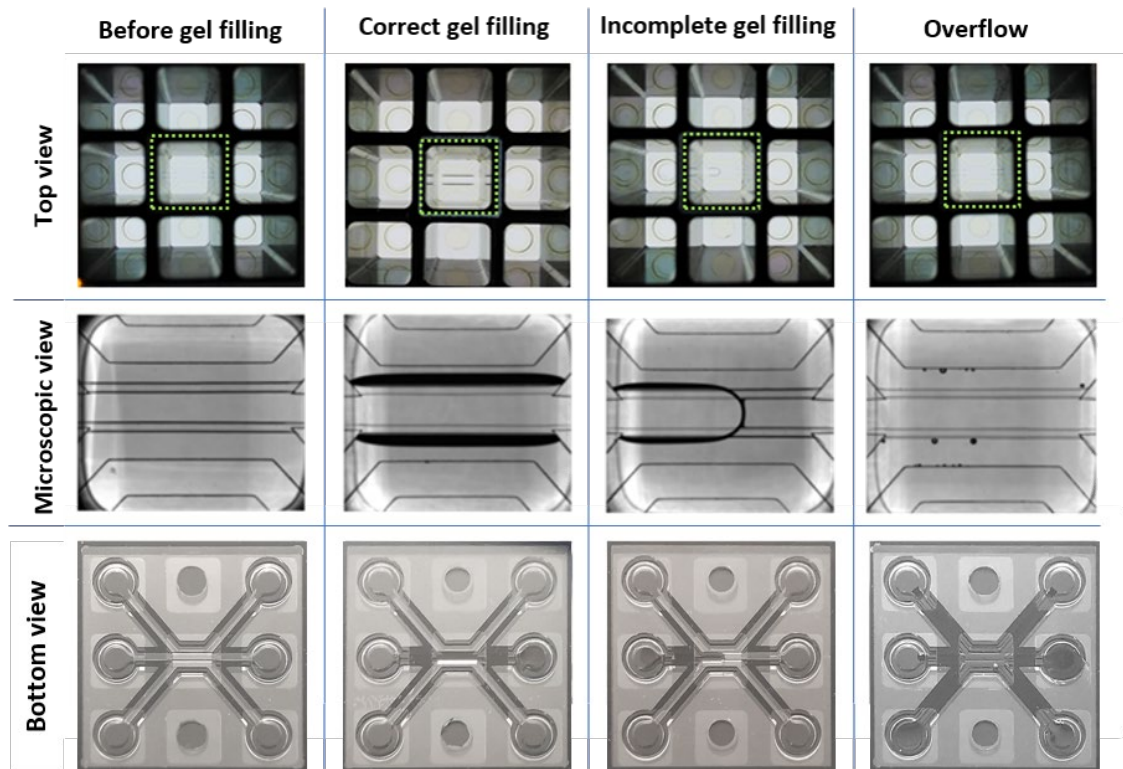 Before gel filling
Correct gel filling
Incomplete gel filling
Overflow
Top view
Microscopic view
Bottom view